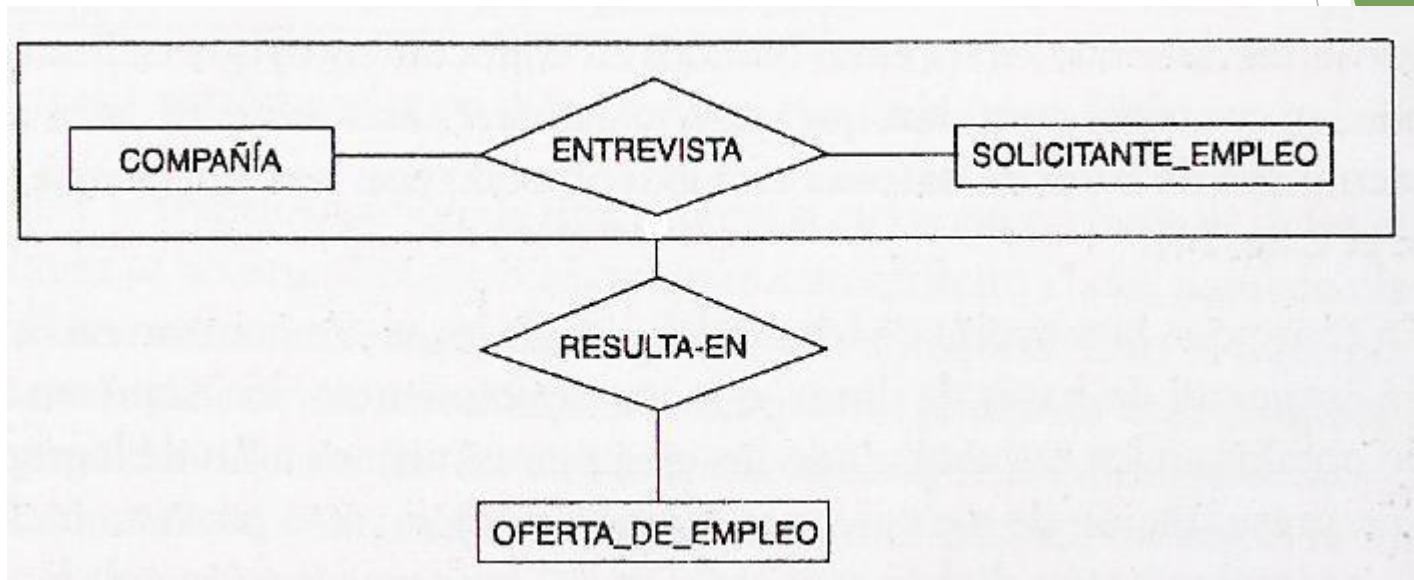 COMPAÑÍA
ENTREVISTA
SOLICITANTE_EMPLEO
RESULTA-EN
OFERTA_DE_EMPLEO